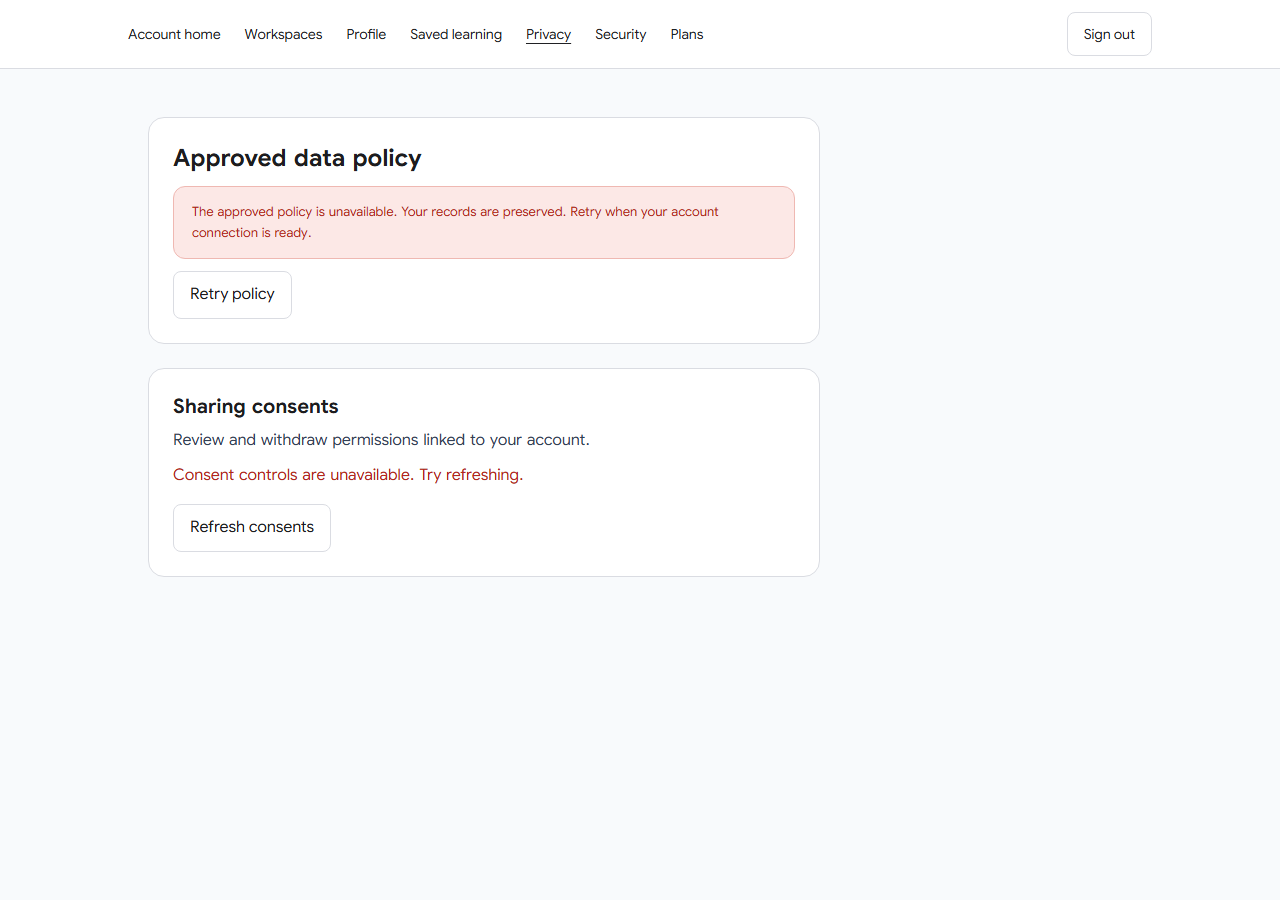 Account home Workspaces Profile Saved learning Privacy Security Plans Sign out
Approved data policy
The approved policy is unavailable. Your records are preserved. Retry when your account
connection is ready.
Retry policy
Sharing consents
Review and withdraw permissions linked to your account.
Consent controls are unavailable. Try refreshing.
Refresh consents